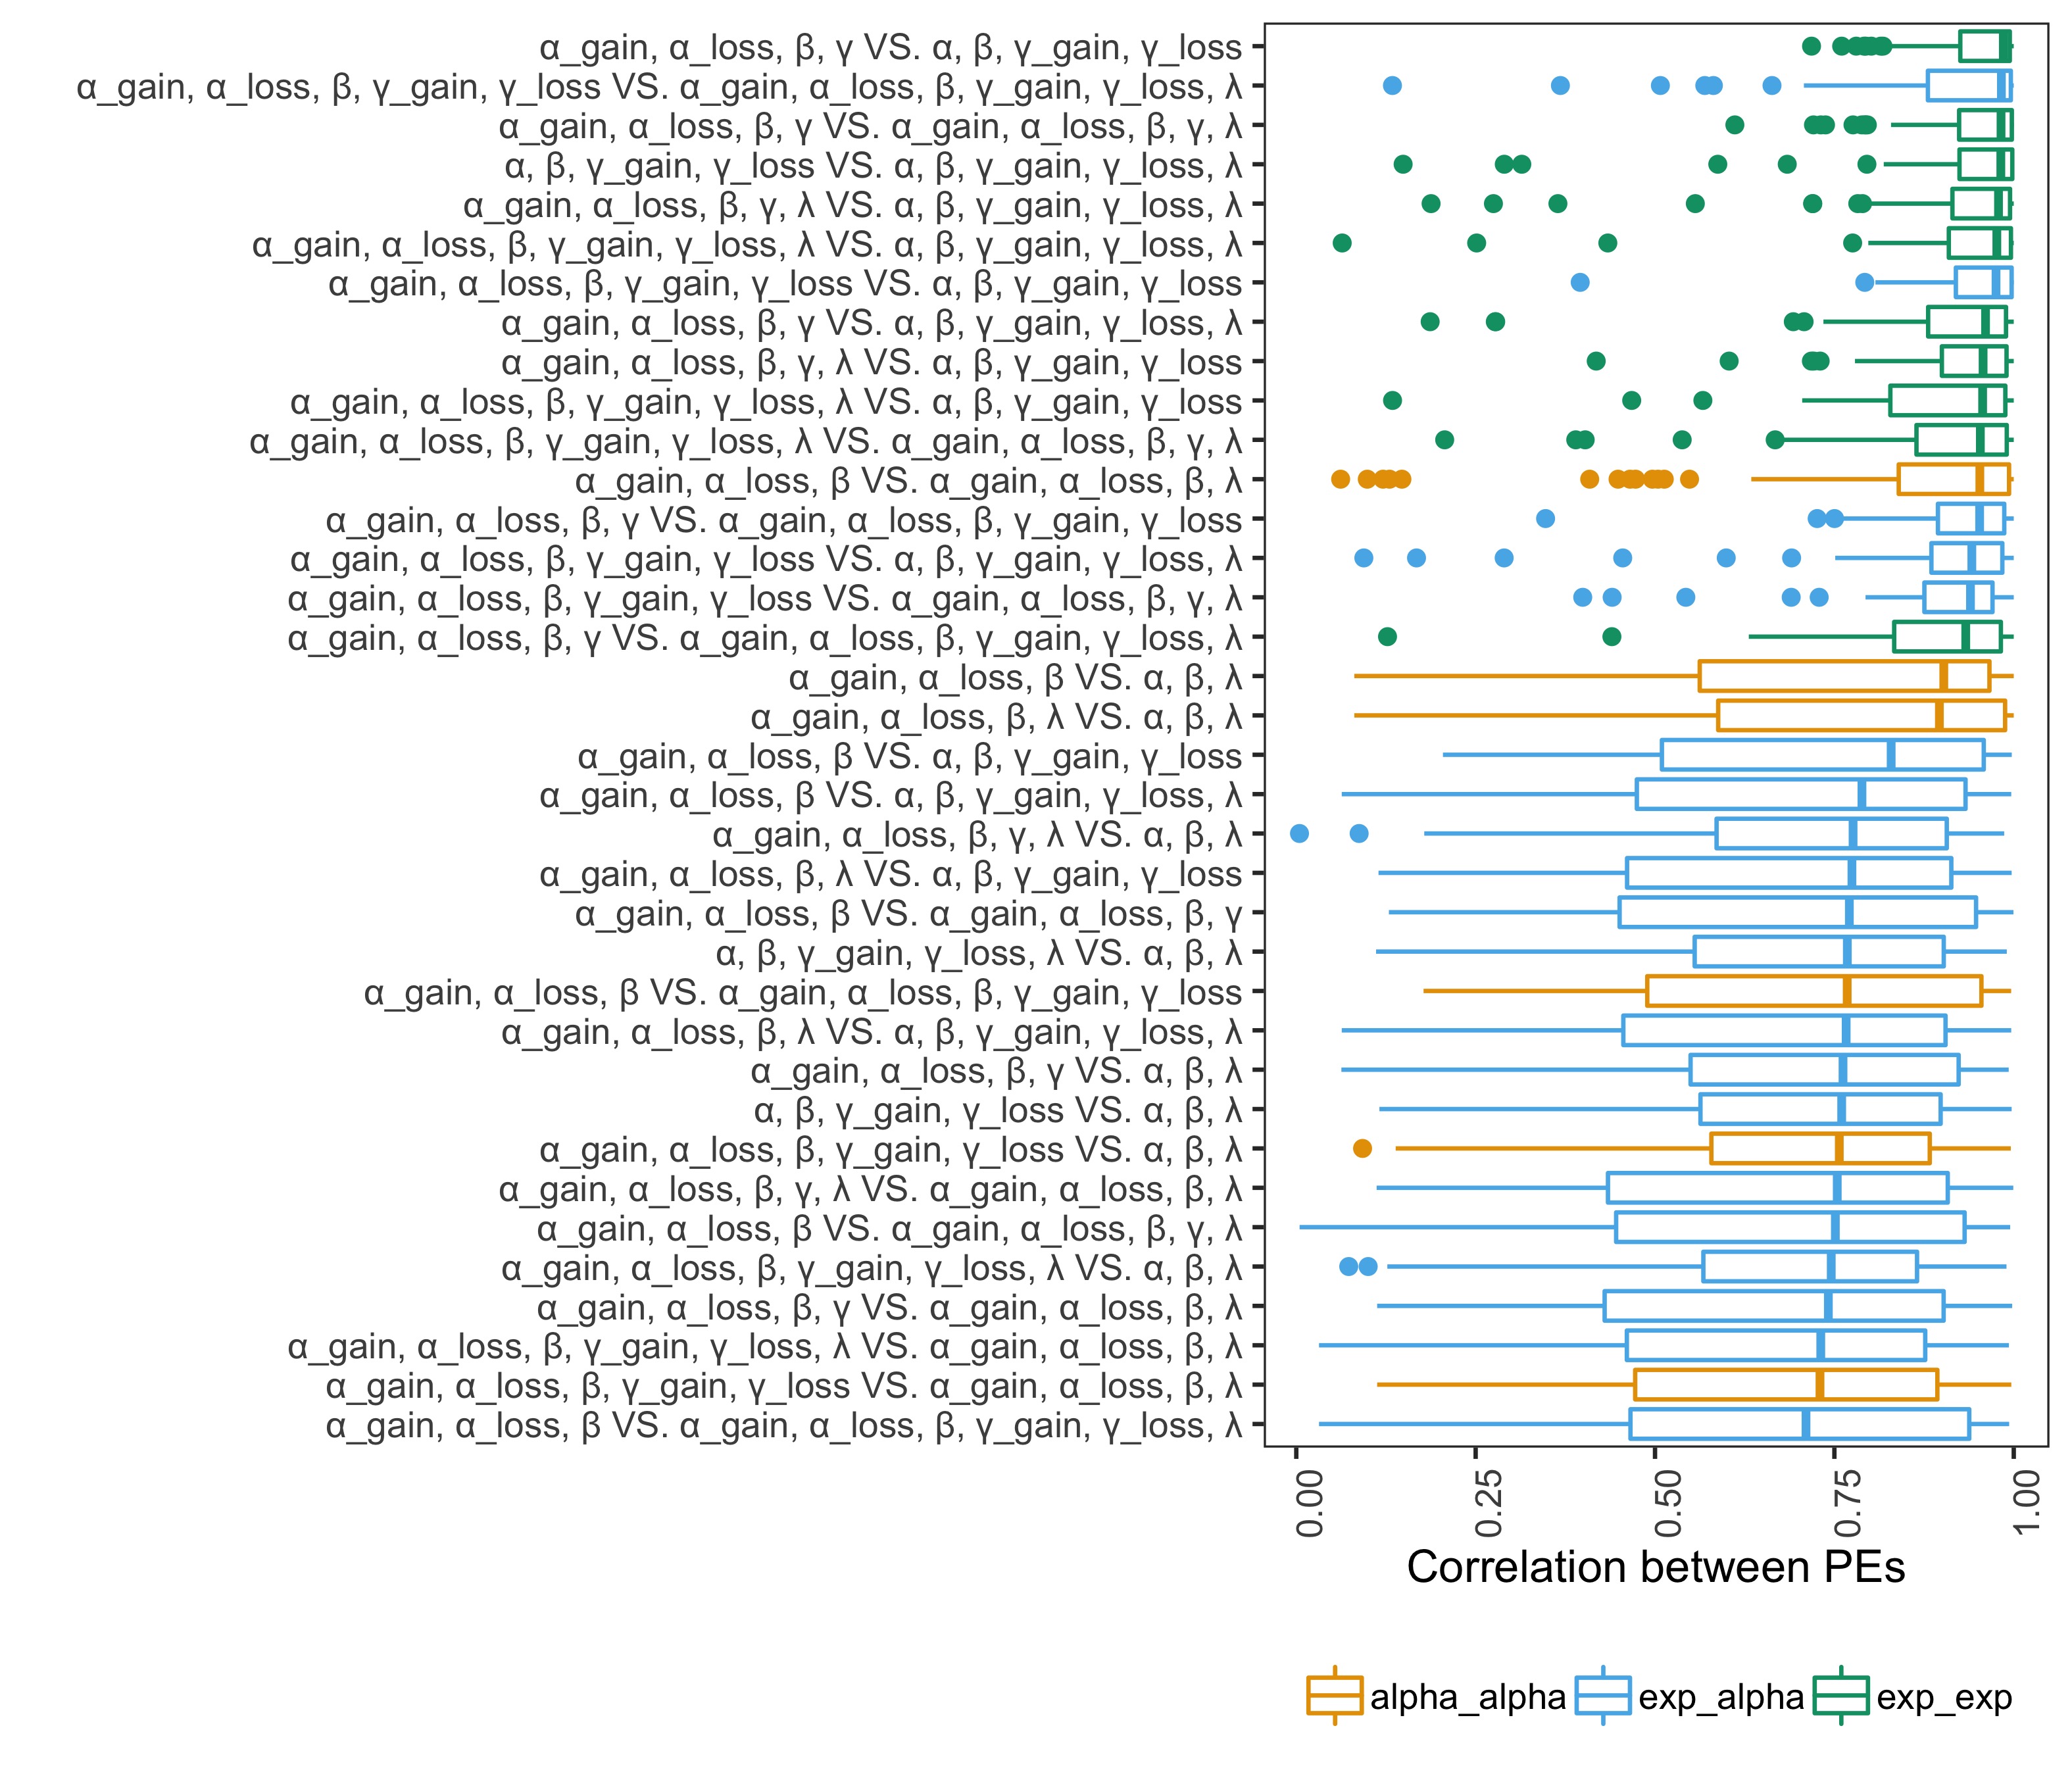 α_gain, α_loss, β, γ VS. α, β, γ_gain, γ_loss
α_gain, α_loss, β, γ_gain, γ_loss VS. α_gain, α_loss, β, γ_gain, γ_loss, λ
α_gain, α_loss, β, γ VS. α_gain, α_loss, β, γ, λ
α, β, γ_gain, γ_loss VS. α, β, γ_gain, γ_loss, λ
α_gain, α_loss, β, γ, λ VS. α, β, γ_gain, γ_loss, λ
α_gain, α_loss, β, γ_gain, γ_loss, λ VS. α, β, γ_gain, γ_loss, λ
α_gain, α_loss, β, γ_gain, γ_loss VS. α, β, γ_gain, γ_loss
α_gain, α_loss, β, γ VS. α, β, γ_gain, γ_loss, λ
α_gain, α_loss, β, γ, λ VS. α, β, γ_gain, γ_loss
α_gain, α_loss, β, γ_gain, γ_loss, λ VS. α, β, γ_gain, γ_loss
α_gain, α_loss, β, γ_gain, γ_loss, λ VS. α_gain, α_loss, β, γ, λ
α_gain, α_loss, β VS. α_gain, α_loss, β, λ
α_gain, α_loss, β, γ VS. α_gain, α_loss, β, γ_gain, γ_loss
α_gain, α_loss, β, γ_gain, γ_loss VS. α, β, γ_gain, γ_loss, λ
α_gain, α_loss, β, γ_gain, γ_loss VS. α_gain, α_loss, β, γ, λ
α_gain, α_loss, β, γ VS. α_gain, α_loss, β, γ_gain, γ_loss, λ
α_gain, α_loss, β VS. α, β, λ
α_gain, α_loss, β, λ VS. α, β, λ
α_gain, α_loss, β VS. α, β, γ_gain, γ_loss
α_gain, α_loss, β VS. α, β, γ_gain, γ_loss, λ
α_gain, α_loss, β, γ, λ VS. α, β, λ
α_gain, α_loss, β, λ VS. α, β, γ_gain, γ_loss
α_gain, α_loss, β VS. α_gain, α_loss, β, γ
α, β, γ_gain, γ_loss, λ VS. α, β, λ
α_gain, α_loss, β VS. α_gain, α_loss, β, γ_gain, γ_loss
α_gain, α_loss, β, λ VS. α, β, γ_gain, γ_loss, λ
α_gain, α_loss, β, γ VS. α, β, λ
α, β, γ_gain, γ_loss VS. α, β, λ
α_gain, α_loss, β, γ_gain, γ_loss VS. α, β, λ
α_gain, α_loss, β, γ, λ VS. α_gain, α_loss, β, λ
α_gain, α_loss, β VS. α_gain, α_loss, β, γ, λ
α_gain, α_loss, β, γ_gain, γ_loss, λ VS. α, β, λ
α_gain, α_loss, β, γ VS. α_gain, α_loss, β, λ
α_gain, α_loss, β, γ_gain, γ_loss, λ VS. α_gain, α_loss, β, λ
α_gain, α_loss, β, γ_gain, γ_loss VS. α_gain, α_loss, β, λ
α_gain, α_loss, β VS. α_gain, α_loss, β, γ_gain, γ_loss, λ
0.00
0.25
0.50
0.75
1.00
Correlation between PEs
alpha_alpha
exp_alpha
exp_exp